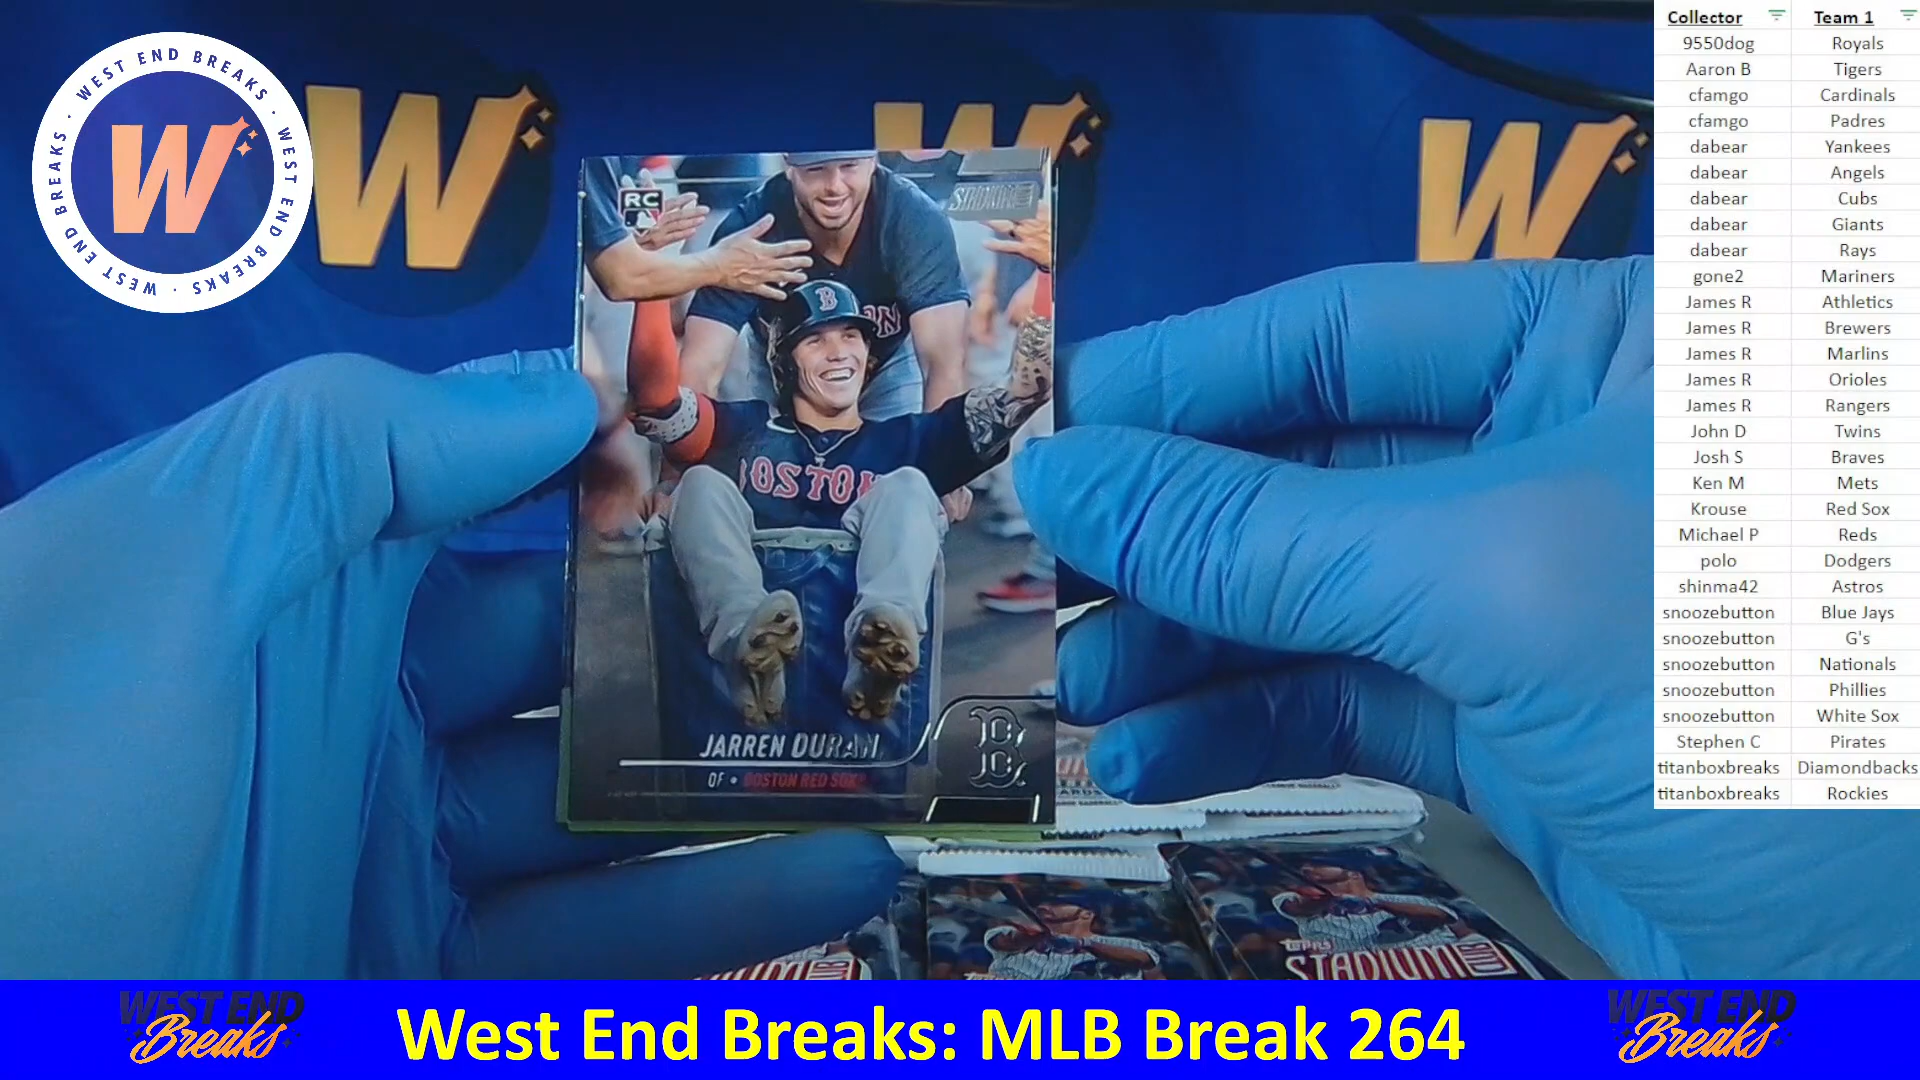 WEST END BREAKS · WEST END BREAKS · WEST END BREAKS ·
W
W
W
W
RC
STADIUM
B
BOSTON
JARREN DURAN
OF • BOSTON RED SOX
B
TOPPS
STADIUM CLUB
Collector Team 1
9550dog Royals
Aaron B Tigers
cfamgo Cardinals
cfamgo Padres
dabear Yankees
dabear Angels
dabear Cubs
dabear Giants
dabear Rays
gone2 Mariners
James R Athletics
James R Brewers
James R Marlins
James R Orioles
James R Rangers
John D Twins
Josh S Braves
Ken M Mets
Krouse Red Sox
Michael P Reds
polo Dodgers
shinma42 Astros
snoozebutton Blue Jays
snoozebutton G's
snoozebutton Nationals
snoozebutton Phillies
snoozebutton White Sox
Stephen C Pirates
titanboxbreaks Diamondbacks
titanboxbreaks Rockies
WEST END
Breaks
West End Breaks: MLB Break 264
WEST END
Breaks